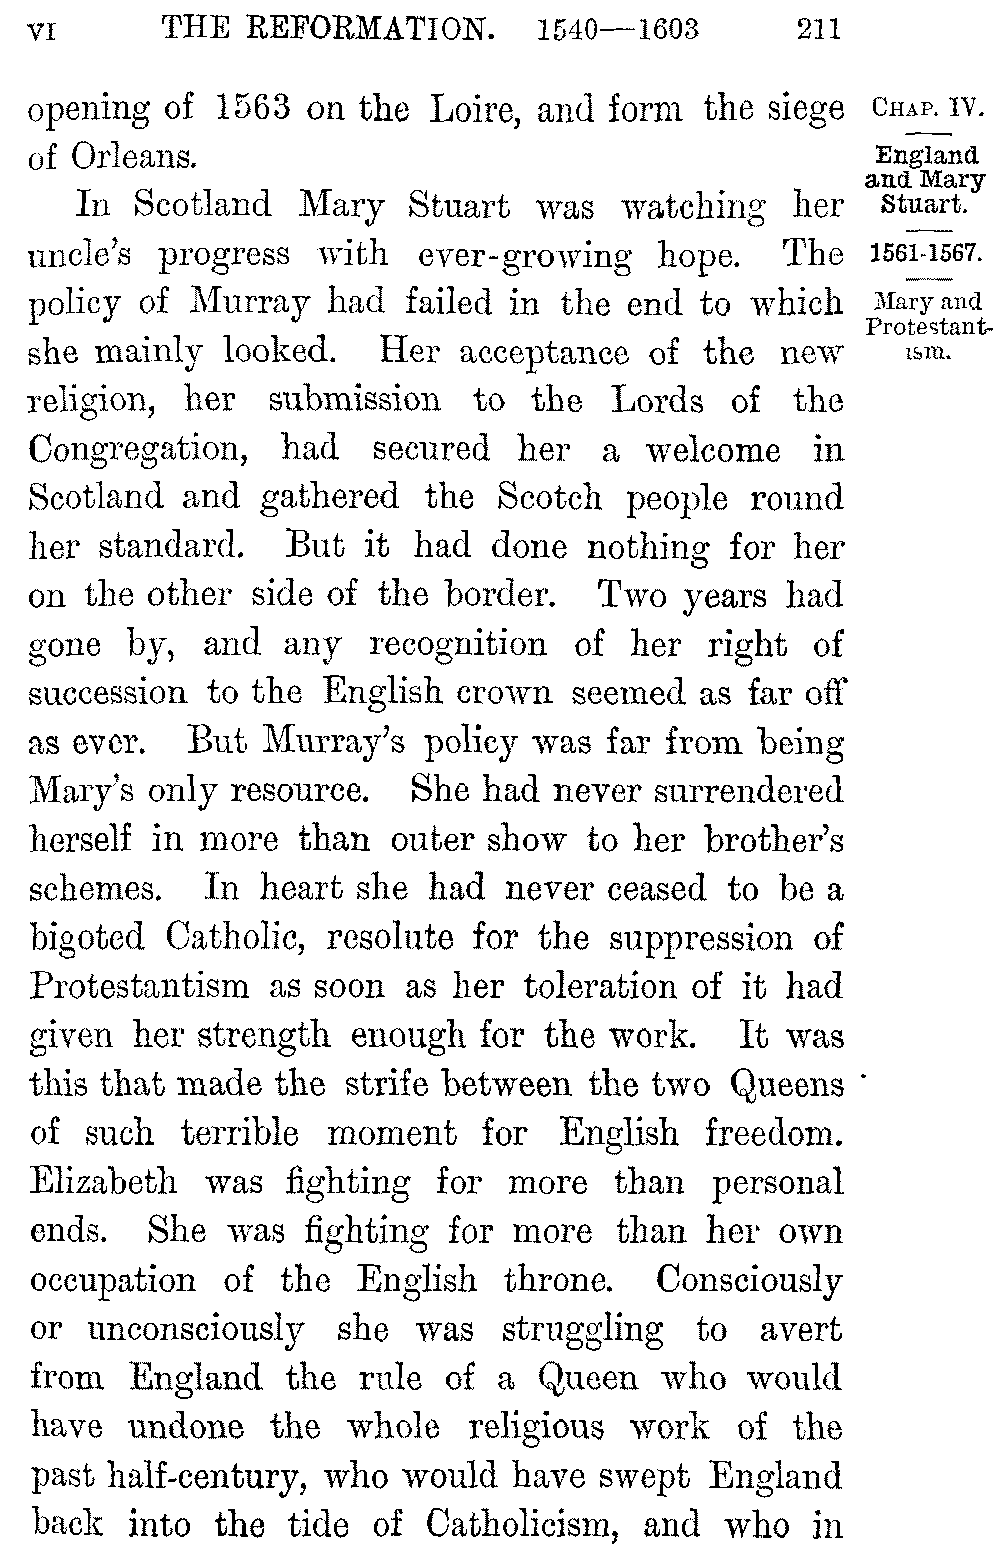 VI THE REFORMATION. 1540—1603 211
opening of 1563 on the Loire, and form the siege
of Orleans.
In Scotland Mary Stuart was watching her
uncle's progress with ever-growing hope. The
policy of Murray had failed in the end to which
she mainly looked. Her acceptance of the new
religion, her submission to the Lords of the
Congregation, had secured her a welcome in
Scotland and gathered the Scotch people round
her standard. But it had done nothing for her
on the other side of the border. Two years had
gone by, and any recognition of her right of
succession to the English crown seemed as far off
as ever. But Murray's policy was far from being
Mary's only resource. She had never surrendered
herself in more than outer show to her brother's
schemes. In heart she had never ceased to be a
bigoted Catholic, resolute for the suppression of
Protestantism as soon as her toleration of it had
given her strength enough for the work. It was
this that made the strife between the two Queens
of such terrible moment for English freedom.
Elizabeth was fighting for more than personal
ends. She was fighting for more than her own
occupation of the English throne. Consciously
or unconsciously she was struggling to avert
from England the rule of a Queen who would
have undone the whole religious work of the
past half-century, who would have swept England
back into the tide of Catholicism, and who in
CHAP. IV.
England
and Mary
Stuart.
1561-1567.
Mary and
Protestant-
ism.